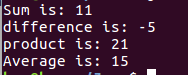 Sum is: 11
difference is: -5
product is: 21
Average is: 15